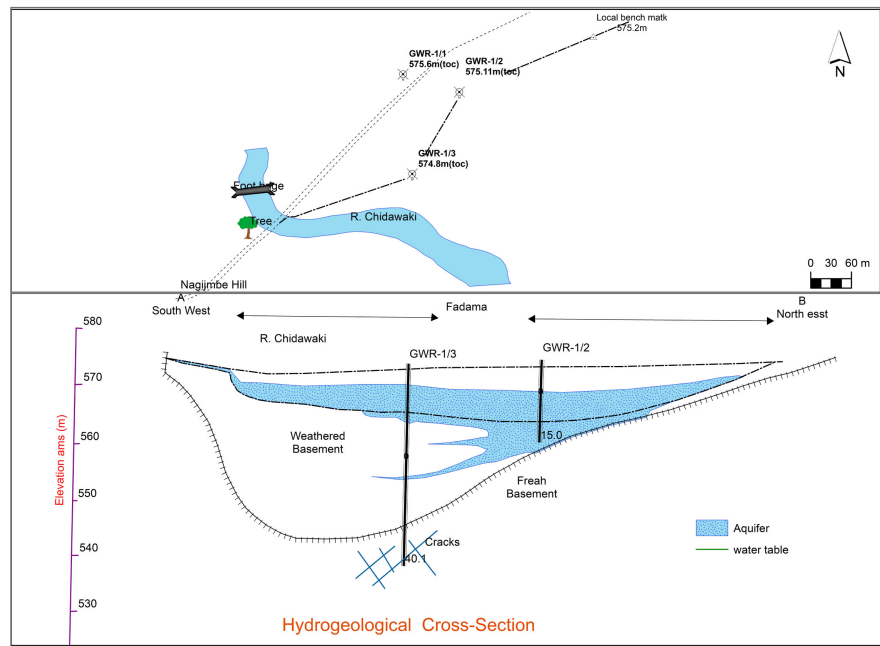 Local bench matk
575.2m
GWR-1/1
575.6m(toc)
GWR-1/2
575.11m(toc)
N
GWR-1/3
574.8m(toc)
Tree
R. Chidawaki
0 30 60 m
Nagijmbe Hill
A
South West
Fadama
B
North esst
580
R. Chidawaki
GWR-1/3
GWR-1/2
570
Weathered
Basement
15.0
560
Freah
Basement
550
Elevation ams (m)
Aquifer
water table
540
Cracks
40.1
530
Hydrogeological Cross-Section